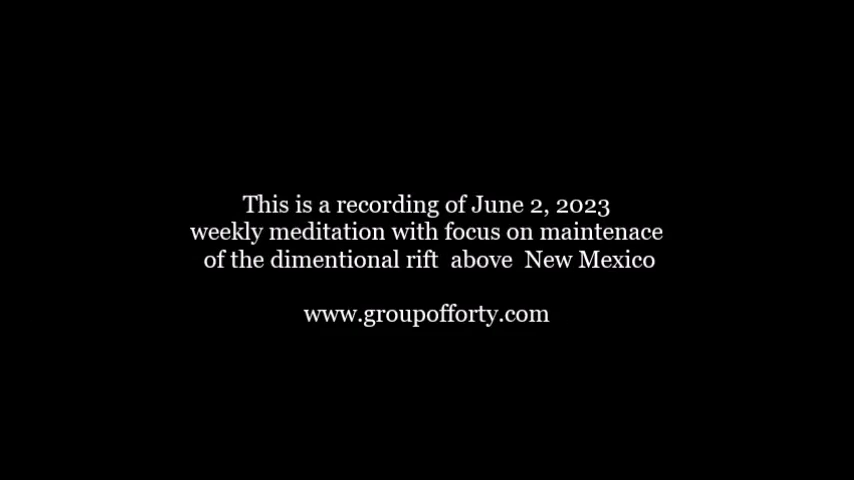 This is a recording of June 2, 2023
weekly meditation with focus on maintenace
of the dimentional rift above New Mexico
www.groupofforty.com